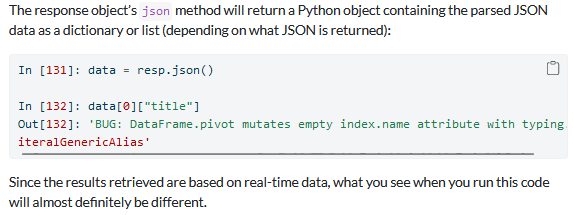 The response object's json method will return a Python object containing the parsed JSON
data as a dictionary or list (depending on what JSON is returned):
In [131]: data = resp.json()
In [132]: data[0]["title"]
Out[132]: 'BUG: DataFrame.pivot mutates empty index.name attribute with typing.
iteralGenericAlias'
Since the results retrieved are based on real-time data, what you see when you run this code
will almost definitely be different.